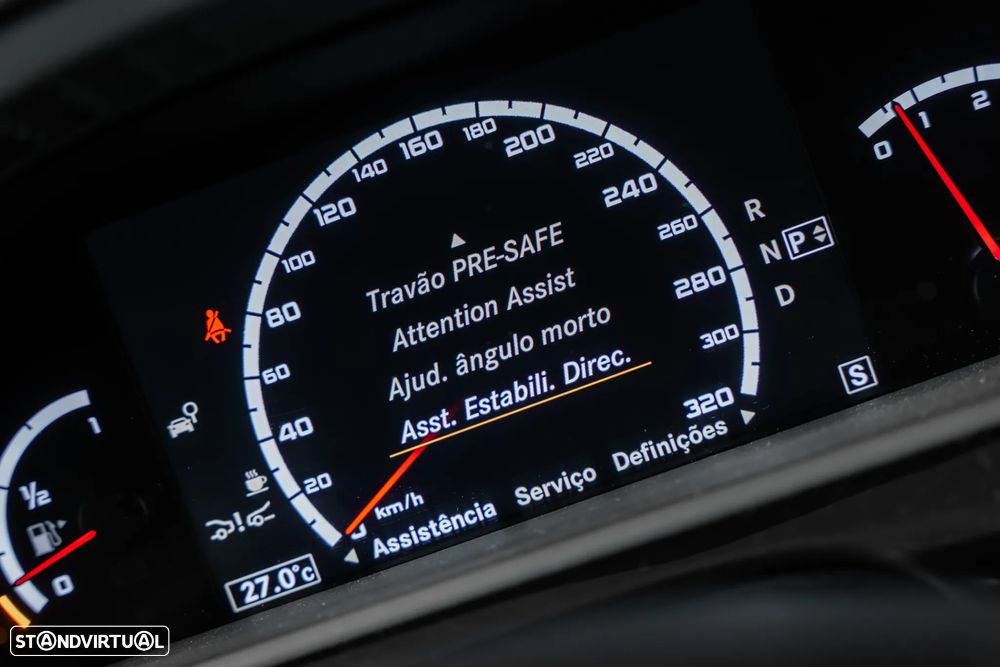 0 1 2
20 40 60 80 100 120 140 160 180 200 220 240 260 280 300 320
km/h
Travão PRE-SAFE
Attention Assist
Ajud. ângulo morto
Asst. Estabili. Direc.
Assistência Serviço Definições
R
N P
D
S
1
½
0
27.0°C
STANDVIRTUAL